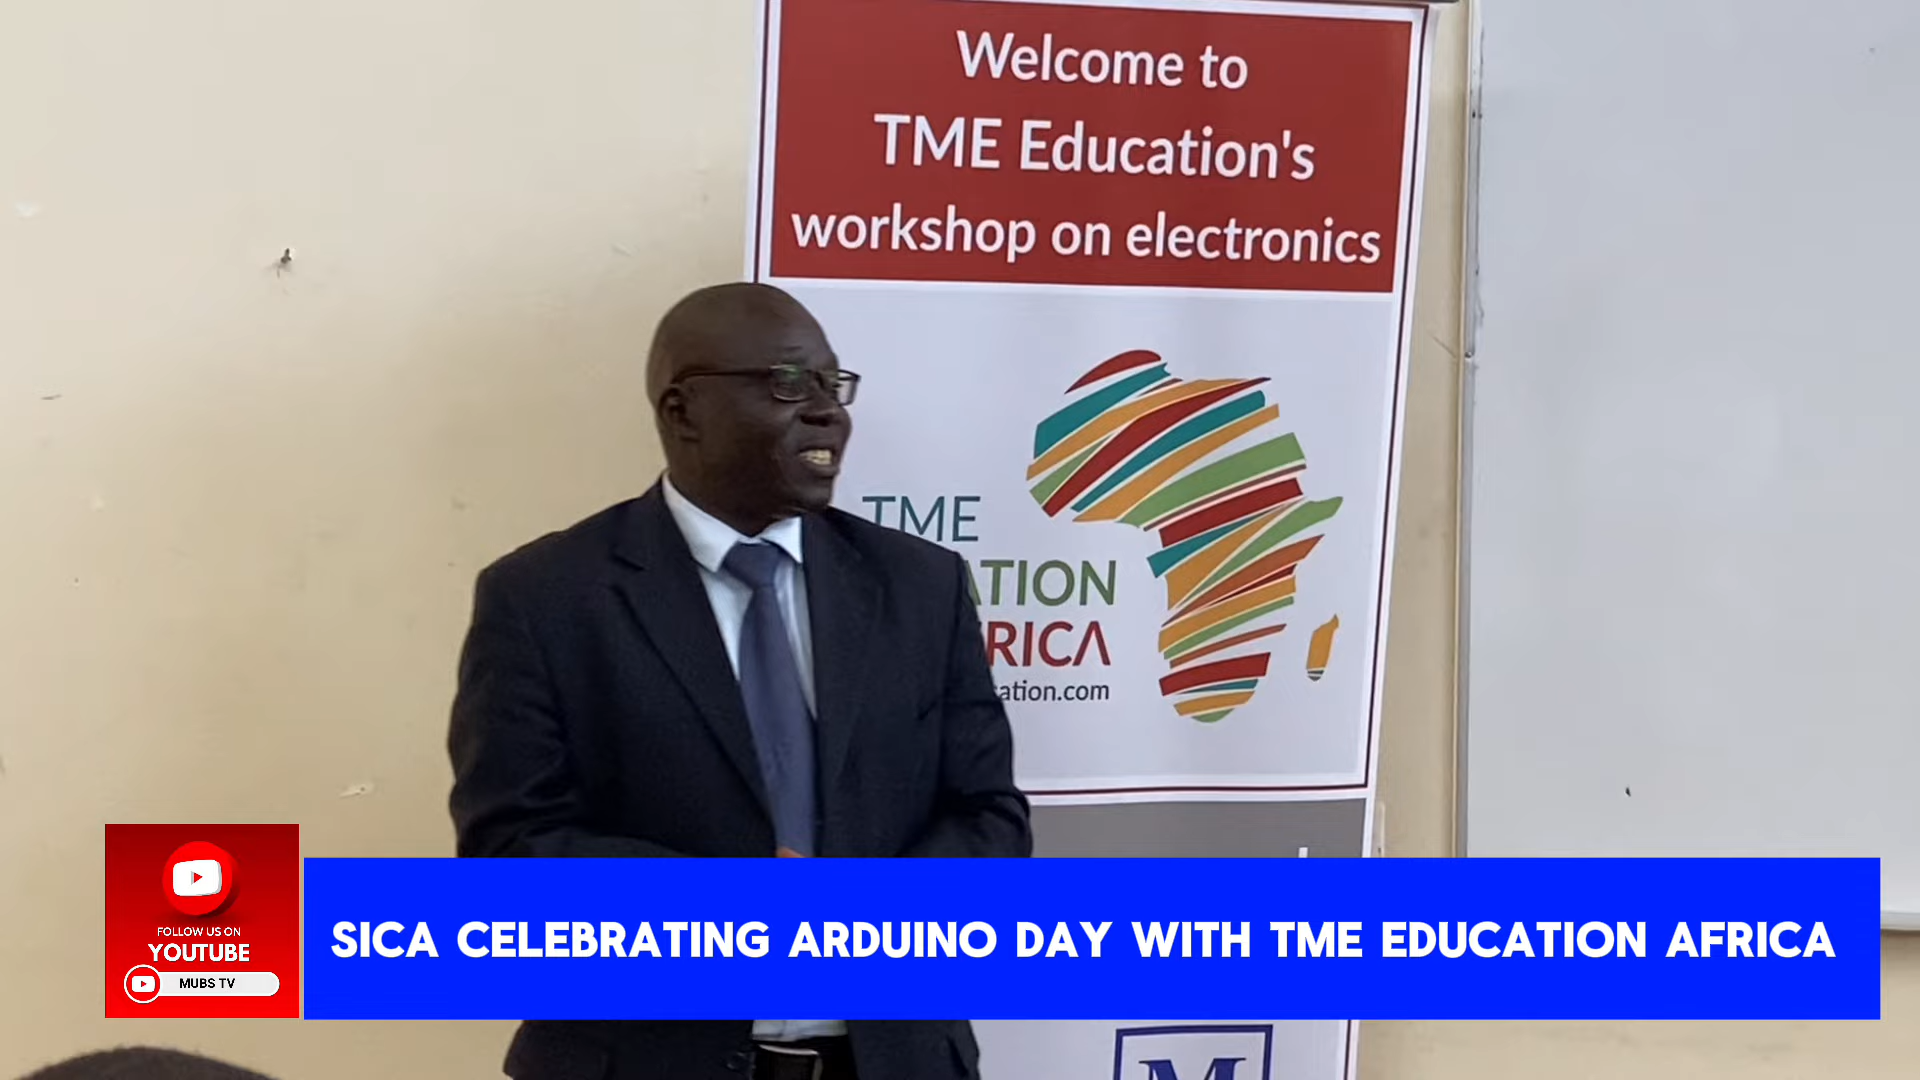 Welcome to
TME Education's
workshop on electronics
TME
ATION
RICA
ation.com
FOLLOW US ON
YOUTUBE
MUBS TV
SICA CELEBRATING ARDUINO DAY WITH TME EDUCATION AFRICA
M